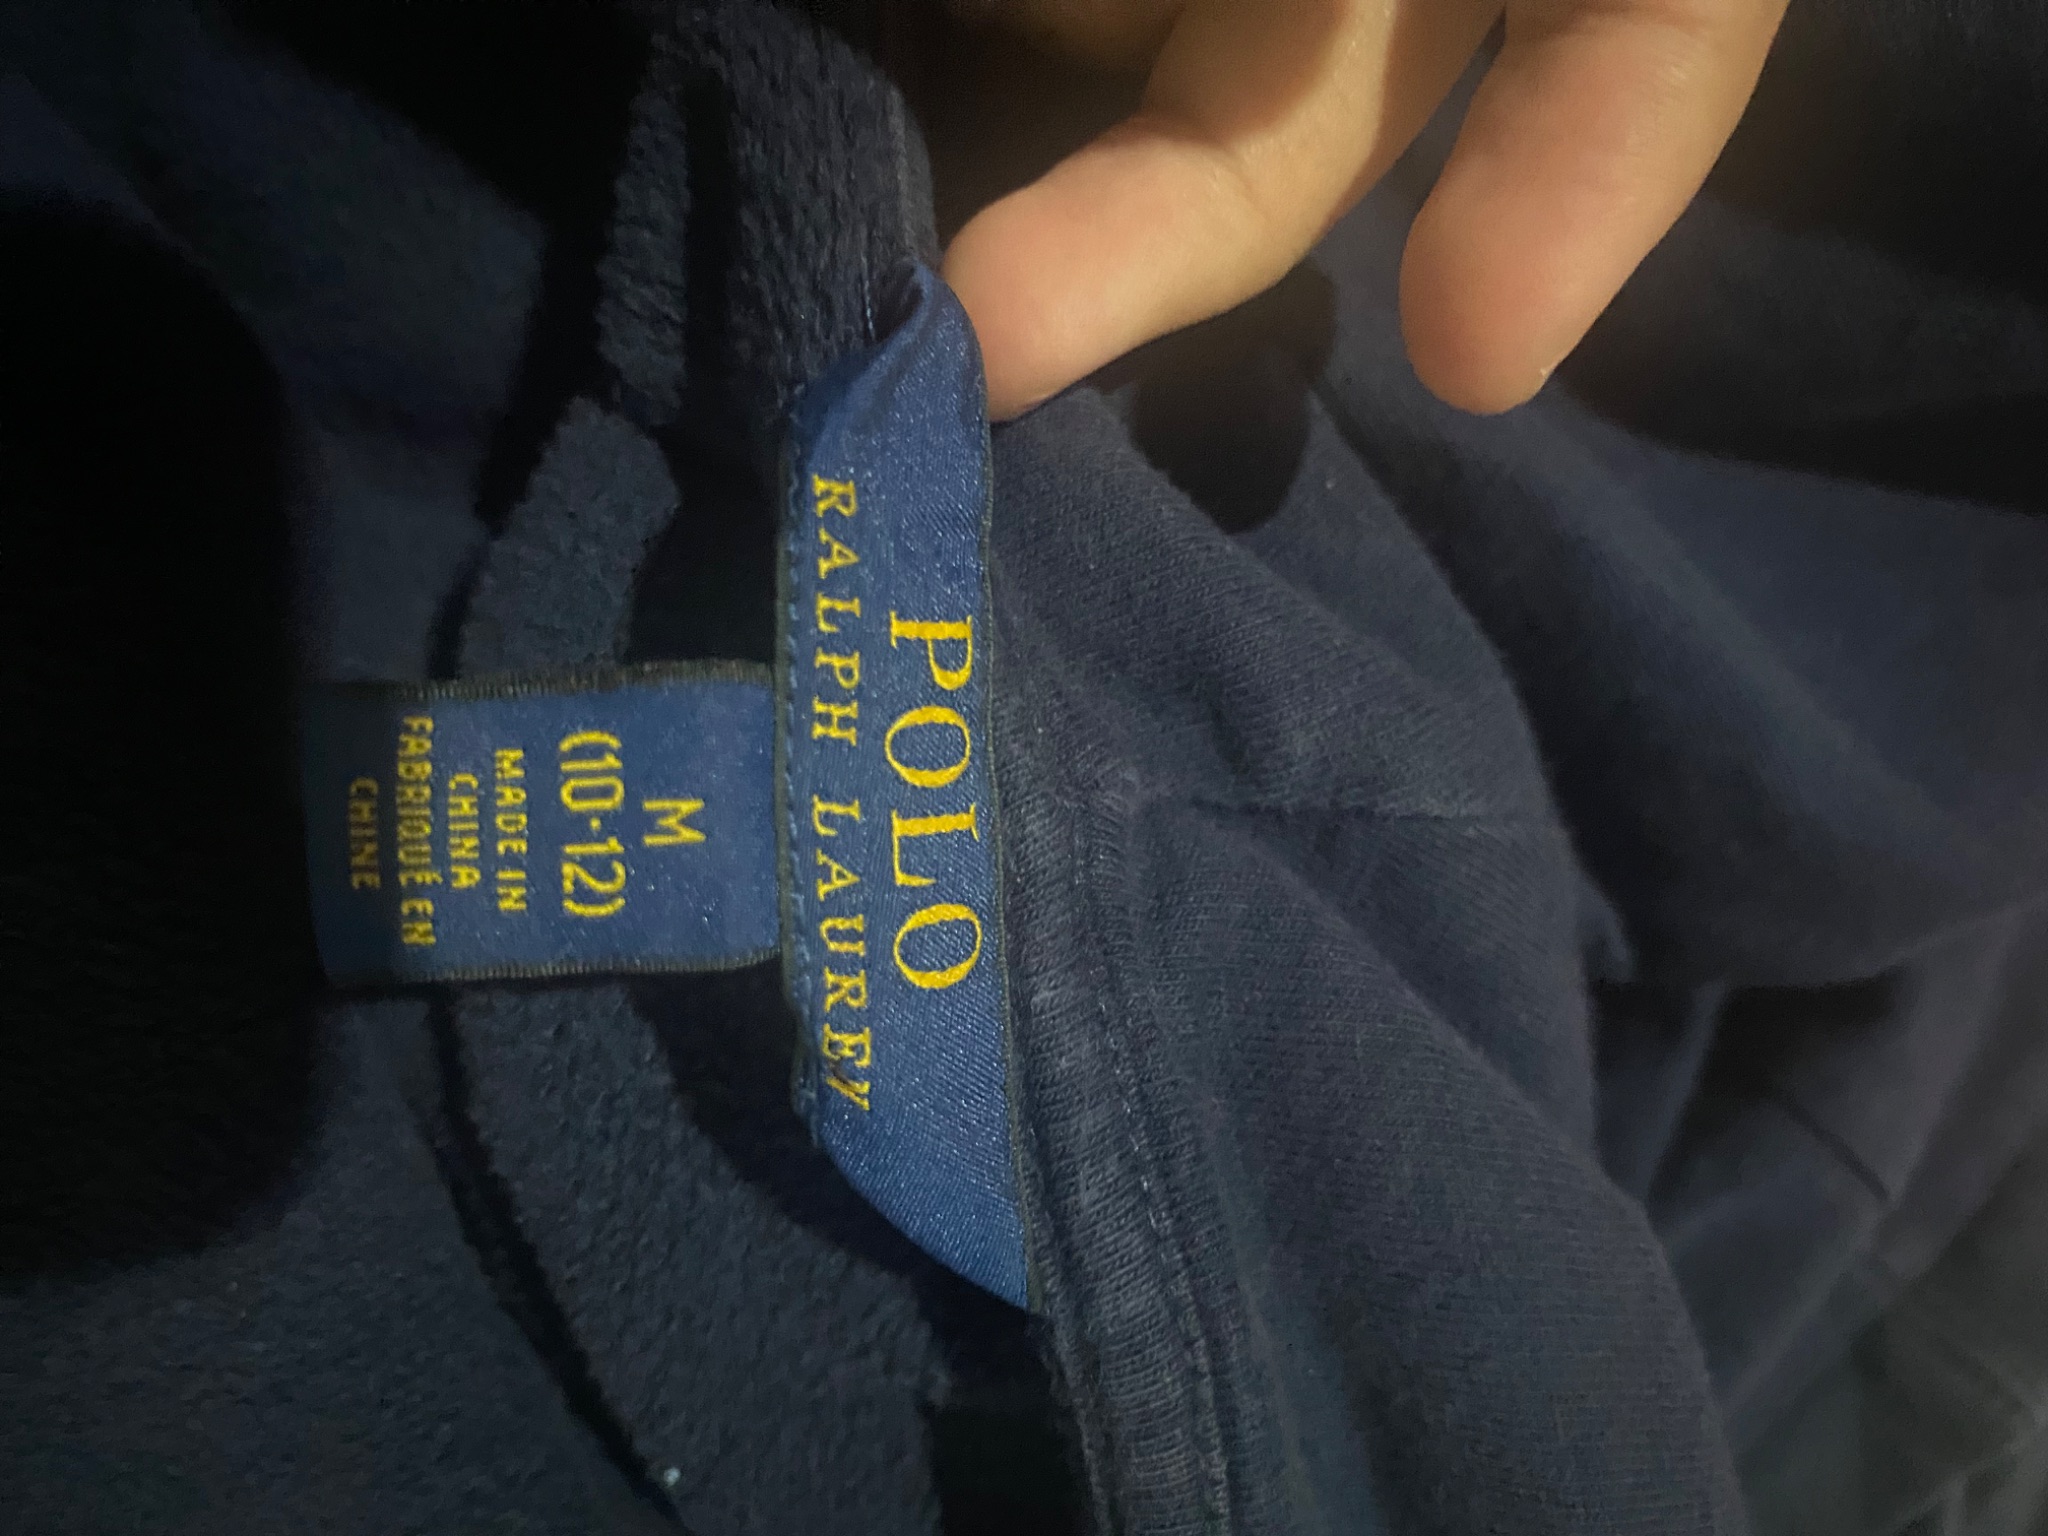 POLO
RALPH LAUREN
M
(10-12)
MADE IN
CHINA
FABRIQUÉ EN
CHINE